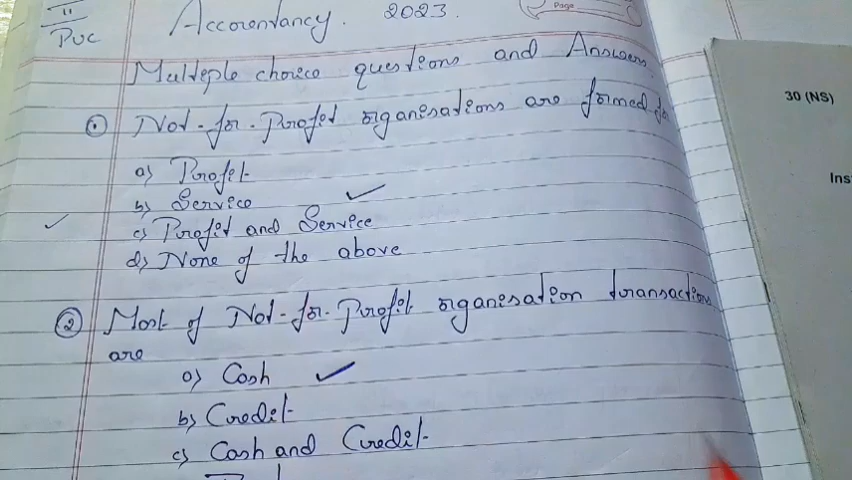 II
PUC
Accountancy. 2023.
Page
Multiple choice questions and Answers
① Not-for-Profit organisations are formed for
a) Profit
b) Service ✓
c) Profit and Service
d) None of the above
② Most of Not-for-Profit organisation transactions
are
a) Cash ✓
b) Credit
c) Cash and Credit
30 (NS)
Ins